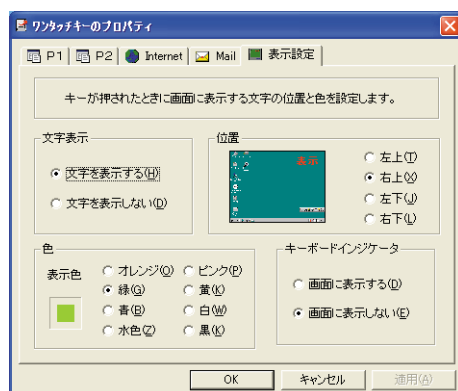 ワンタッチキーのプロパティ
P1 P2 Internet Mail 表示設定
キーが押されたときに画面に表示する文字の位置と色を設定します。
文字表示
文字を表示する(H)
文字を表示しない(D)
位置
表示
左上(T)
右上(X)
左下(J)
右下(L)
色
表示色
オレンジ(O) ピンク(P)
緑(G) 黄(K)
青(B) 白(W)
水色(Z) 黒(K)
キーボードインジケータ
画面に表示する(D)
画面に表示しない(E)
OK キャンセル 適用(A)